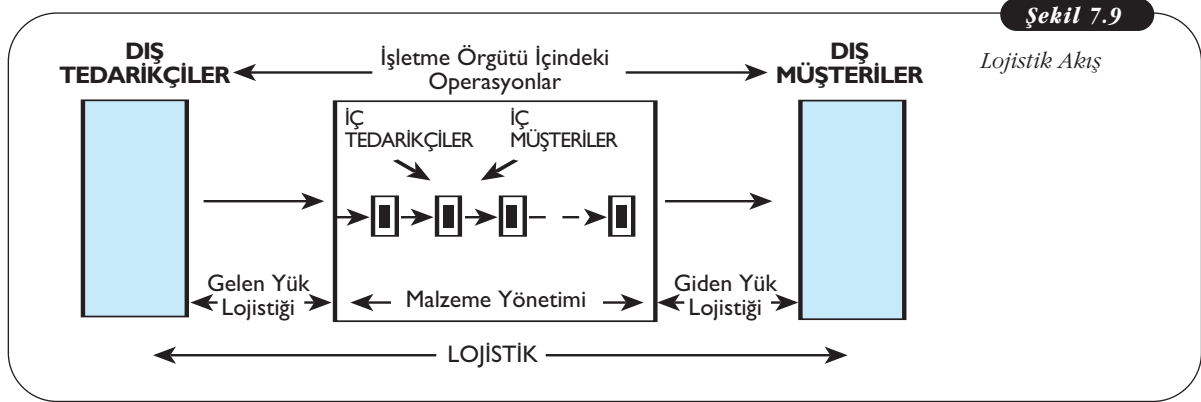 Şekil 7.9
Lojistik Akış
DIŞ
TEDARİKÇİLER
İşletme Örgütü İçindeki
Operasyonlar
DIŞ
MÜŞTERİLER
İÇ
TEDARİKÇİLER
İÇ
MÜŞTERİLER
Gelen Yük
Lojistiği
Malzeme Yönetimi
Giden Yük
Lojistiği
LOJİSTİK